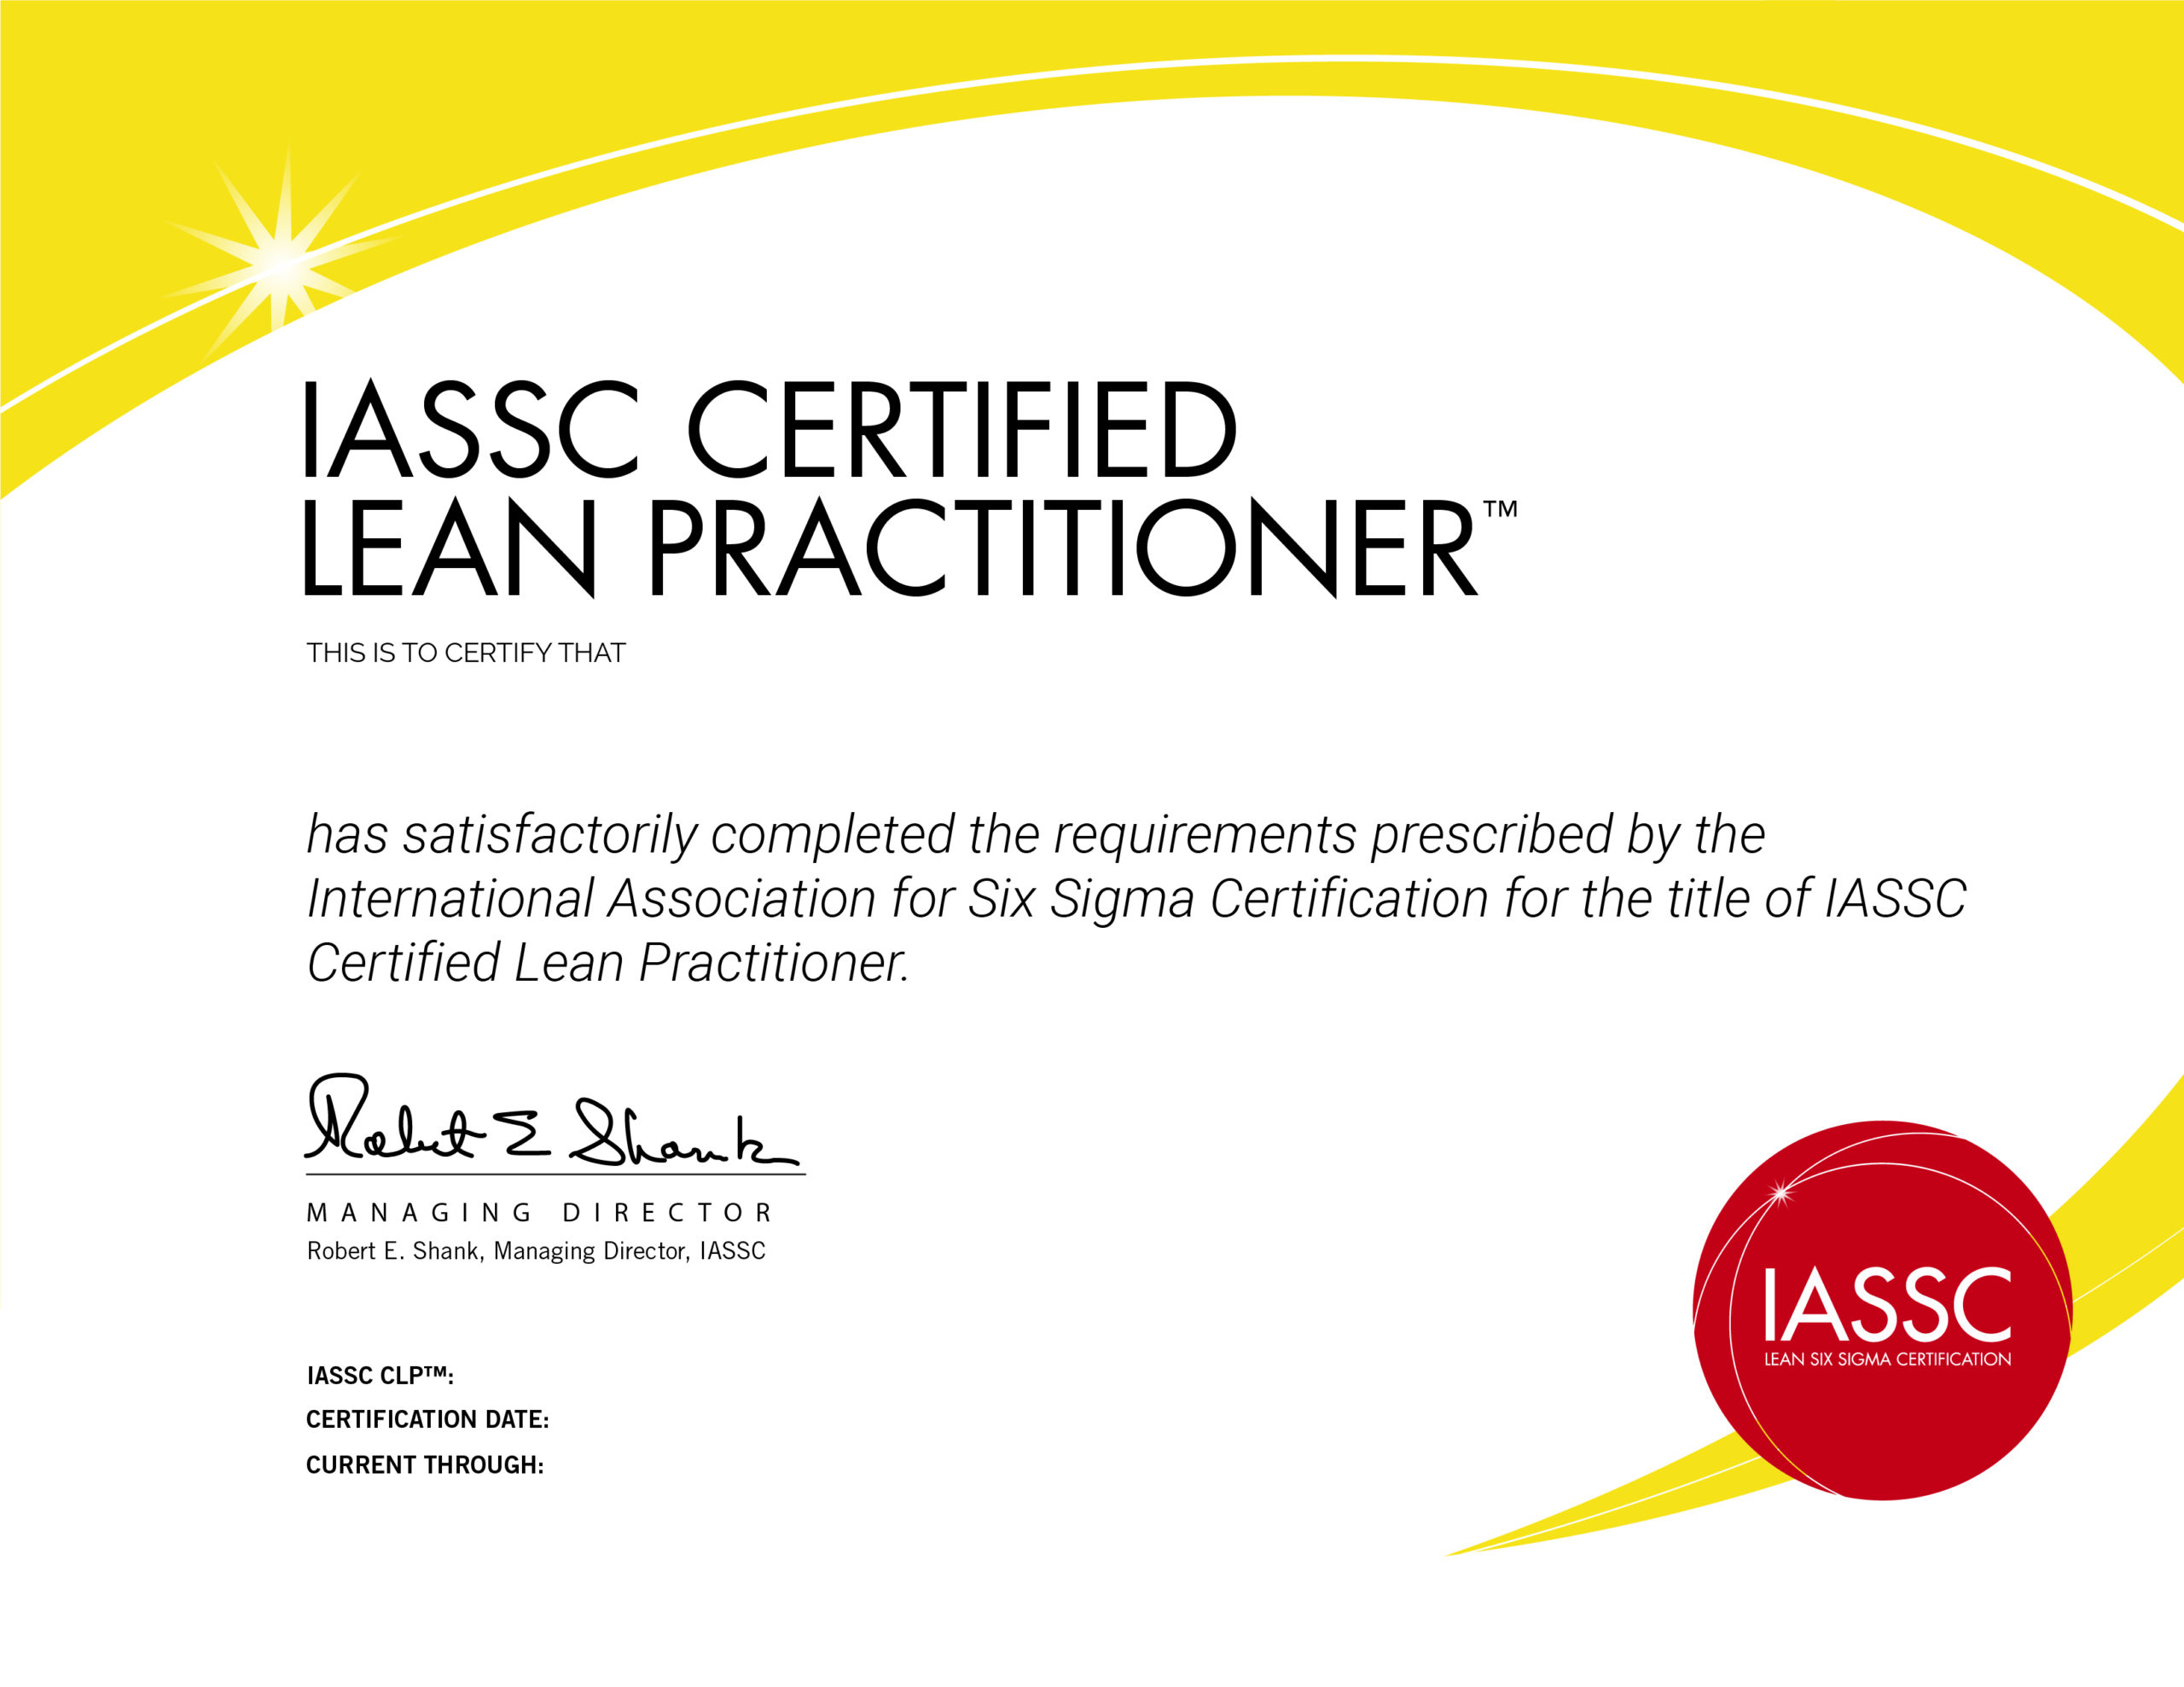 IASSC CERTIFIED
LEAN PRACTITIONER™
THIS IS TO CERTIFY THAT
has satisfactorily completed the requirements prescribed by the
International Association for Six Sigma Certification for the title of IASSC
Certified Lean Practitioner.
Robert E Shank
MANAGING DIRECTOR
Robert E. Shank, Managing Director, IASSC
IASSC CLP™:
CERTIFICATION DATE:
CURRENT THROUGH:
IASSC
LEAN SIX SIGMA CERTIFICATION